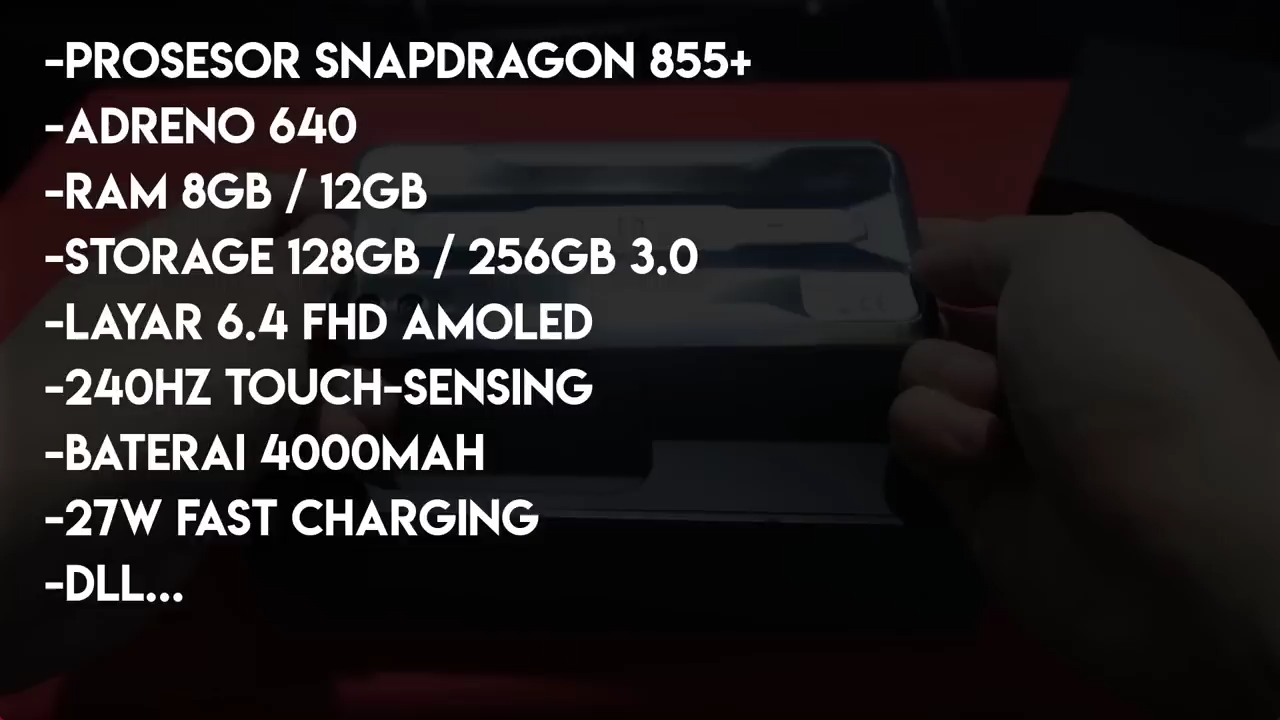 -PROSESOR SNAPDRAGON 855+
-ADRENO 640
-RAM 8GB / 12GB
-STORAGE 128GB / 256GB 3.0
-LAYAR 6.4 FHD AMOLED
-240HZ TOUCH-SENSING
-BATERAI 4000MAH
-27W FAST CHARGING
-DLL...